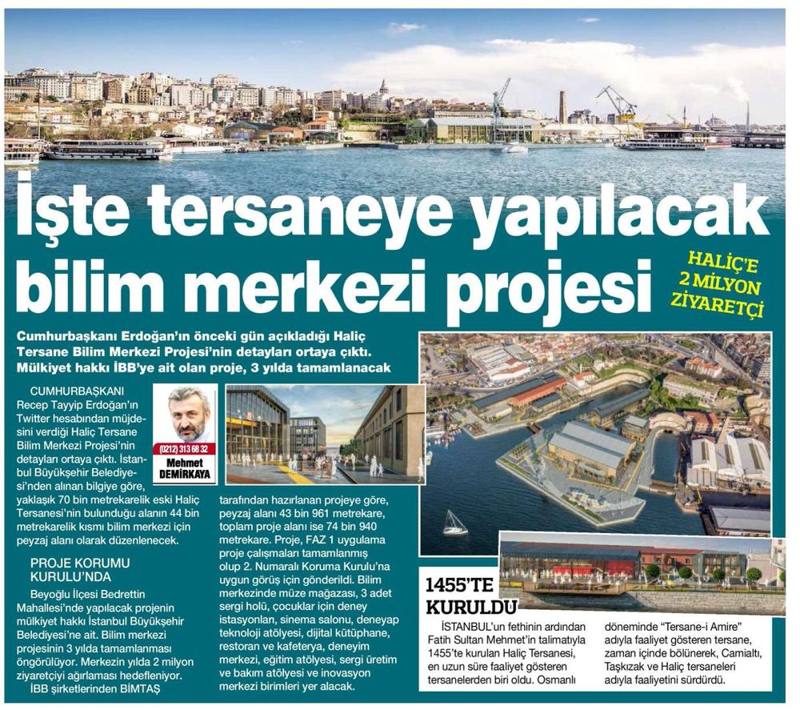 İşte tersaneye yapılacak
bilim merkezi projesi
HALİÇ'E
2 MİLYON
ZİYARETÇİ
Cumhurbaşkanı Erdoğan'ın önceki gün açıkladığı Haliç
Tersane Bilim Merkezi Projesi'nin detayları ortaya çıktı.
Mülkiyet hakkı İBB'ye ait olan proje, 3 yılda tamamlanacak
CUMHURBAŞKANI
Recep Tayyip Erdoğan'ın
Twitter hesabından müjde-
sini verdiği Haliç Tersane
Bilim Merkezi Projesi'nin
detayları ortaya çıktı. İstan-
bul Büyükşehir Belediye-
si'nden alınan bilgiye göre,
yaklaşık 70 bin metrekarelik eski Haliç
Tersanesi'nin bulunduğu alanın 44 bin
metrekarelik kısmı bilim merkezi için
peyzaj alanı olarak düzenlenecek.
(0212) 313 68 32
Mehmet
DEMİRKAYA
PROJE KORUMU
KURULU'NDA
Beyoğlu İlçesi Bedrettin
Mahallesi'nde yapılacak projenin
mülkiyet hakkı İstanbul Büyükşehir
Belediyesi'ne ait. Bilim merkezi
projesinin 3 yılda tamamlanması
öngörülüyor. Merkezin yılda 2 milyon
ziyaretçiyi ağırlaması hedefleniyor.
İBB şirketlerinden BİMTAŞ
tarafından hazırlanan projeye göre,
peyzaj alanı 43 bin 961 metrekare,
toplam proje alanı ise 74 bin 940
metrekare. Proje, FAZ 1 uygulama
proje çalışmaları tamamlanmış
olup 2. Numaralı Koruma Kurulu'na
uygun görüş için gönderildi. Bilim
merkezinde müze mağazası, 3 adet
sergi holü, çocuklar için deney
istasyonları, sinema salonu, deneyap
teknoloji atölyesi, dijital kütüphane,
restoran ve kafeterya, deneyim
merkezi, eğitim atölyesi, sergi üretim
ve bakım atölyesi ve inovasyon
merkezi birimleri yer alacak.
1455'TE
KURULDU
İSTANBUL'un fethinin ardından
Fatih Sultan Mehmet'in talimatıyla
1455'te kurulan Haliç Tersanesi,
en uzun süre faaliyet gösteren
tersanelerden biri oldu. Osmanlı
döneminde "Tersane-i Amire"
adıyla faaliyet gösteren tersane,
zaman içinde bölünerek, Camialtı,
Taşkızak ve Haliç tersaneleri
adıyla faaliyetini sürdürdü.